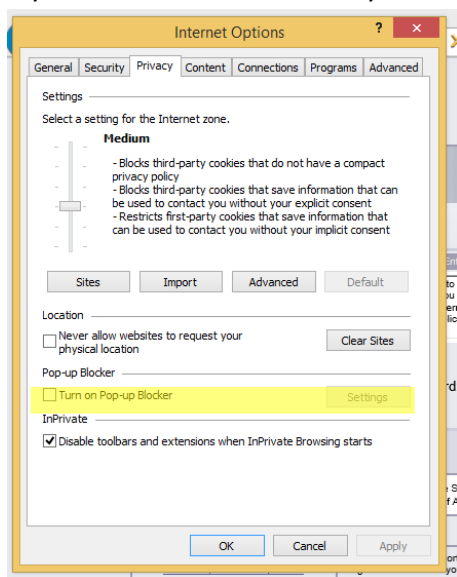 Internet Options
?
×
General Security Privacy Content Connections Programs Advanced
Settings
Select a setting for the Internet zone.
Medium
- Blocks third-party cookies that do not have a compact
privacy policy
- Blocks third-party cookies that save information that can
be used to contact you without your explicit consent
- Restricts first-party cookies that save information that
can be used to contact you without your implicit consent
Sites Import Advanced Default
Location
Never allow websites to request your
physical location
Clear Sites
Pop-up Blocker
Turn on Pop-up Blocker Settings
InPrivate
Disable toolbars and extensions when InPrivate Browsing starts
OK Cancel Apply